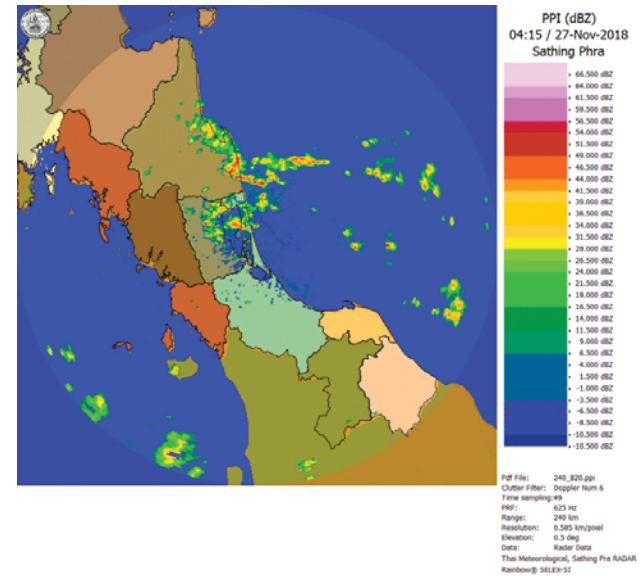 PPI (dBZ)
04:15 / 27-Nov-2018
Sathing Phra
66.500 dBZ
64.000 dBZ
61.500 dBZ
59.500 dBZ
56.500 dBZ
54.000 dBZ
51.500 dBZ
49.000 dBZ
46.500 dBZ
44.000 dBZ
41.500 dBZ
39.000 dBZ
36.500 dBZ
34.000 dBZ
31.500 dBZ
29.000 dBZ
26.500 dBZ
24.000 dBZ
21.500 dBZ
19.000 dBZ
16.500 dBZ
14.000 dBZ
11.500 dBZ
9.000 dBZ
6.500 dBZ
4.000 dBZ
1.500 dBZ
-1.000 dBZ
-3.500 dBZ
-6.500 dBZ
-8.500 dBZ
-10.500 dBZ
-10.500 dBZ
Pdf File: 240_820.ppi
Clutter Filter: Doppler Num 6
Time sampling:49
PRF: 625 Hz
Range: 240 km
Resolution: 0.585 km/pixel
Elevation: 0.5 deg
Data: Radar Data
Thai Meteorological, Sathing Pra RADAR
Rainbow® SELEX-SI